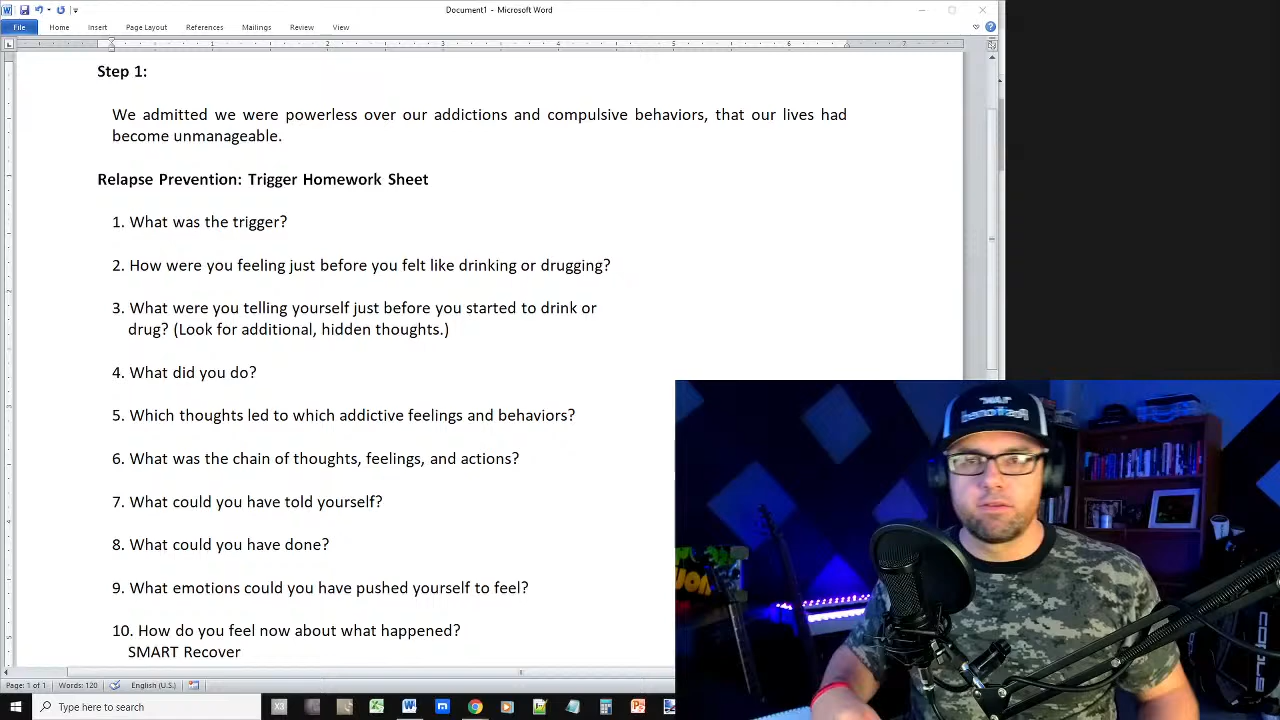 Document1 - Microsoft Word
File Home Insert Page Layout References Mailings Review View
Step 1:
We admitted we were powerless over our addictions and compulsive behaviors, that our lives had
become unmanageable.
Relapse Prevention: Trigger Homework Sheet
1. What was the trigger?
2. How were you feeling just before you felt like drinking or drugging?
3. What were you telling yourself just before you started to drink or
drug? (Look for additional, hidden thoughts.)
4. What did you do?
5. Which thoughts led to which addictive feelings and behaviors?
6. What was the chain of thoughts, feelings, and actions?
7. What could you have told yourself?
8. What could you have done?
9. What emotions could you have pushed yourself to feel?
10. How do you feel now about what happened?
SMART Recover
Page: 1 of 1 Words: 120 English (U.S.)
Type here to search